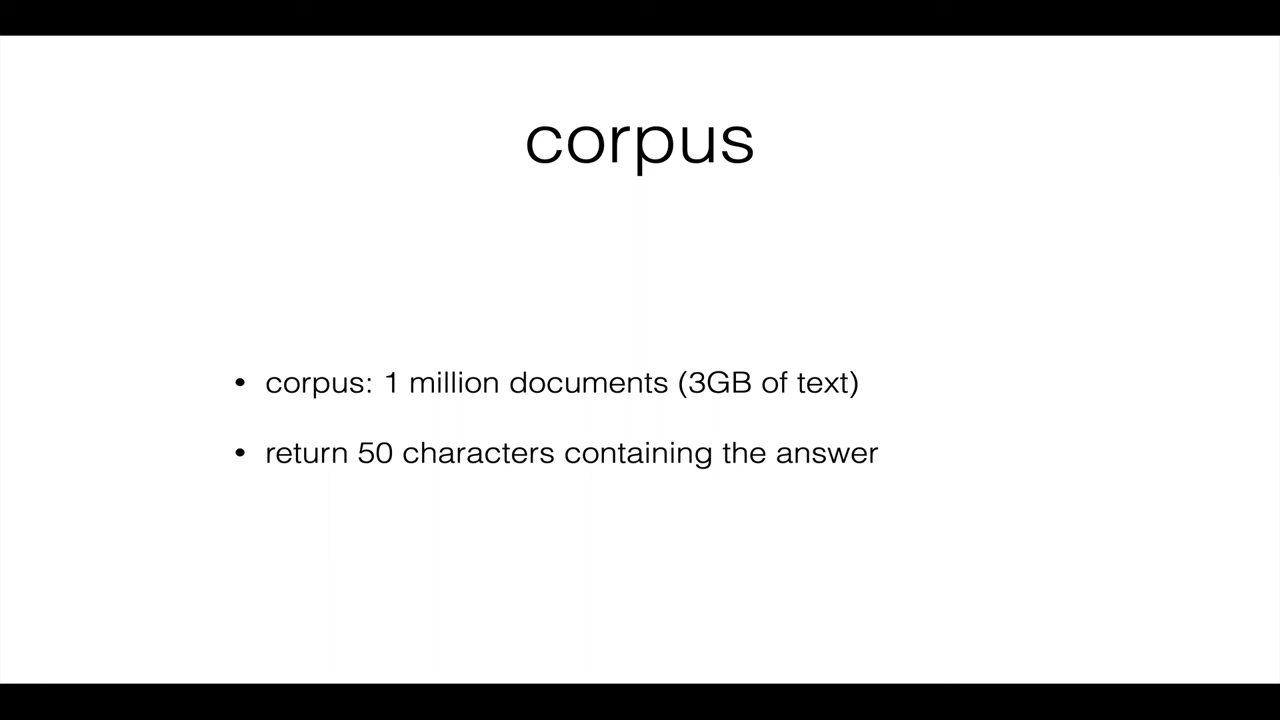 corpus
• corpus: 1 million documents (3GB of text)
• return 50 characters containing the answer